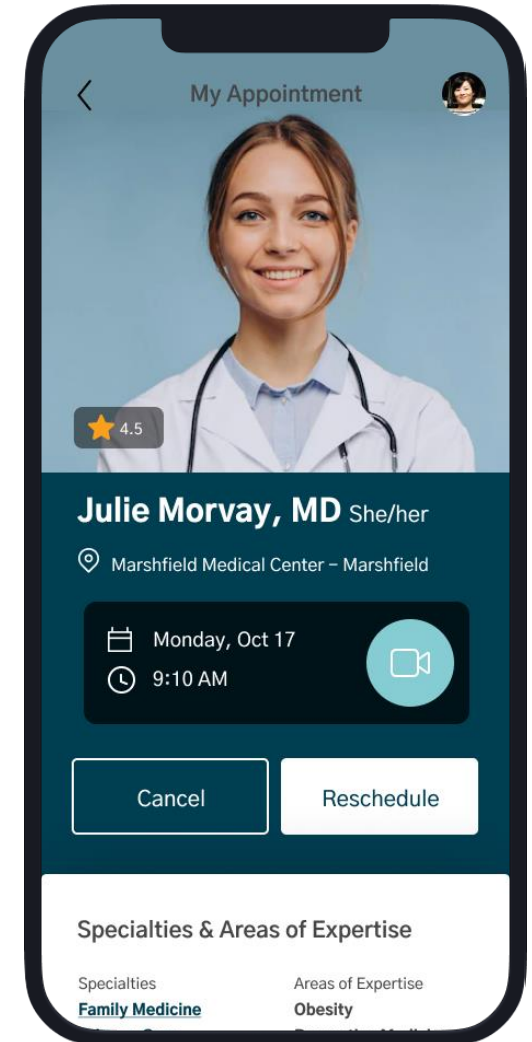 My Appointment
4.5
Julie Morvay, MD She/her
Marshfield Medical Center – Marshfield
Monday, Oct 17
9:10 AM
Cancel
Reschedule
Specialties & Areas of Expertise
Specialties
Family Medicine
Areas of Expertise
Obesity